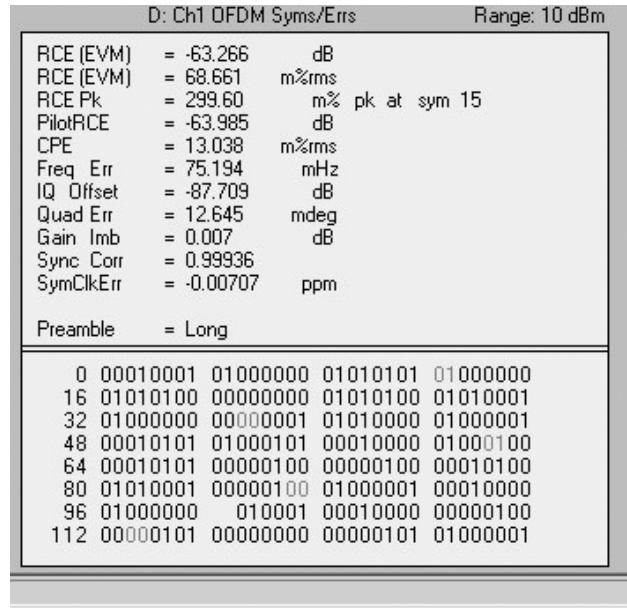 D: Ch1 OFDM Syms/Errs Range: 10 dBm
RCE (EVM) = -63.266 dB
RCE (EVM) = 68.661 m%rms
RCE Pk = 299.60 m% pk at sym 15
PilotRCE = -63.985 dB
CPE = 13.038 m%rms
Freq Err = 75.194 mHz
IQ Offset = -87.709 dB
Quad Err = 12.645 mdeg
Gain Imb = 0.007 dB
Sync Corr = 0.99936
SymClkErr = -0.00707 ppm
Preamble = Long
0 00010001 01000000 01010101 01000000
16 01010100 00000000 01010100 01010001
32 01000000 00000001 01010000 01000001
48 00010101 01000101 00010000 01000100
64 00010101 00000100 00000100 00010100
80 01010001 00000100 01000001 00010000
96 01000000 010001 00010000 00000100
112 00000101 00000000 00000101 01000001